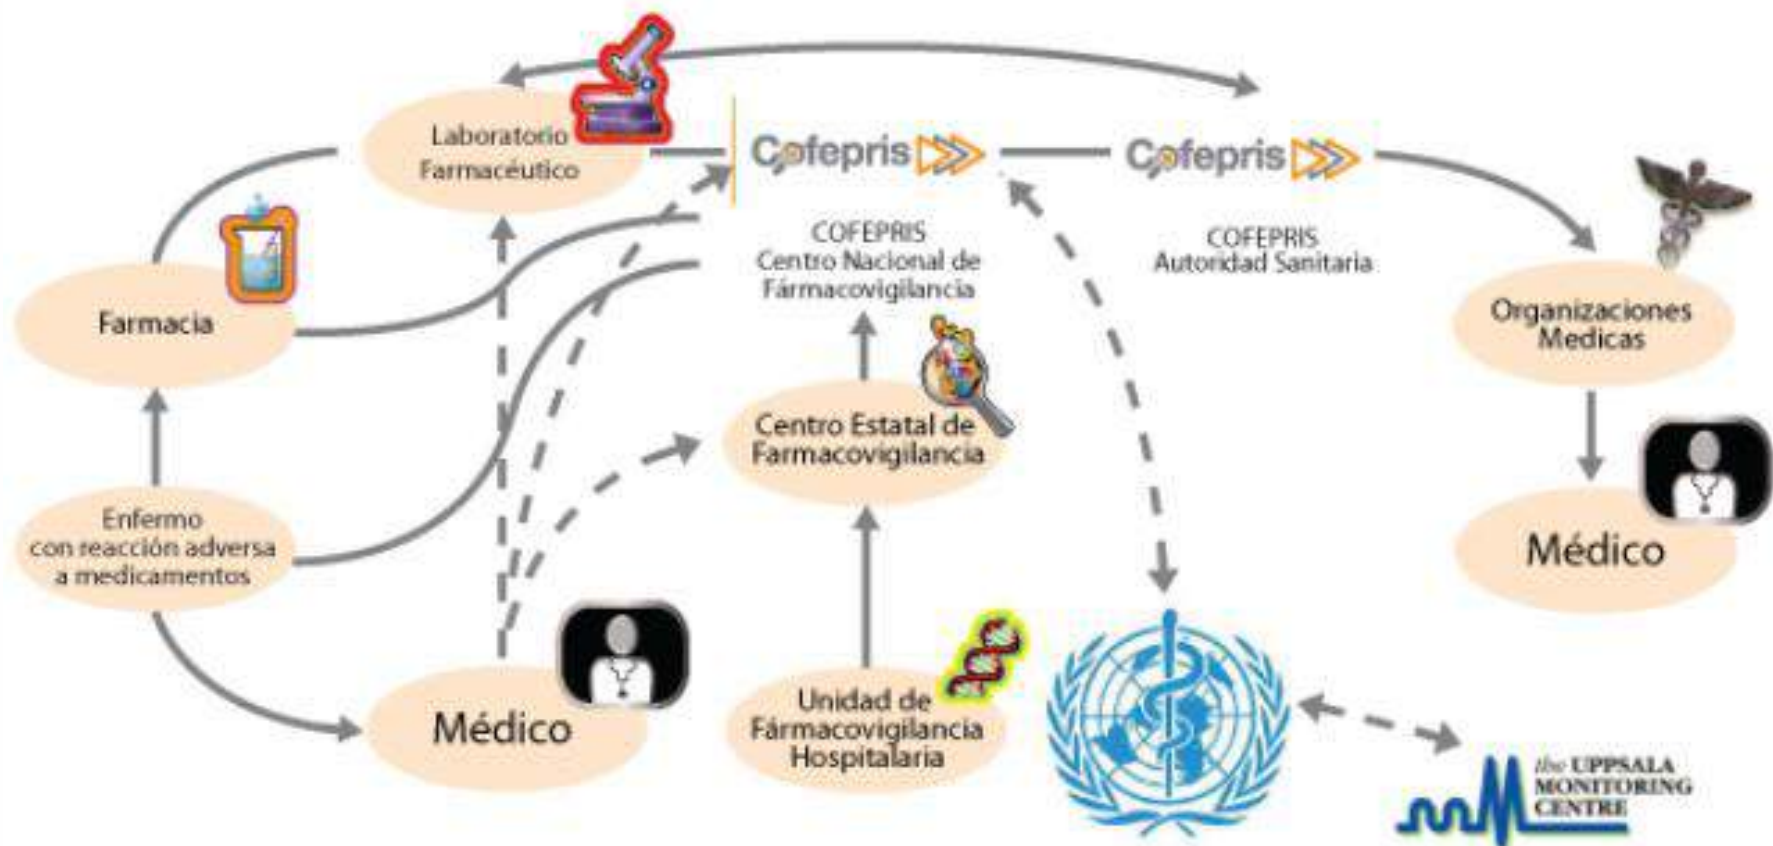 Laboratorio
Farmacéutico
Cofepris
Cofepris
COFEPRIS
Centro Nacional de
Fármacovigilancia
COFEPRIS
Autoridad Sanitaria
Organizaciones
Medicas
Farmacia
Centro Estatal de
Farmacovigilancia
Enfermo
con reacción adversa
a medicamentos
Médico
Médico
Unidad de
Fármacovigilancia
Hospitalaria
the UPPSALA
MONITORING
CENTRE